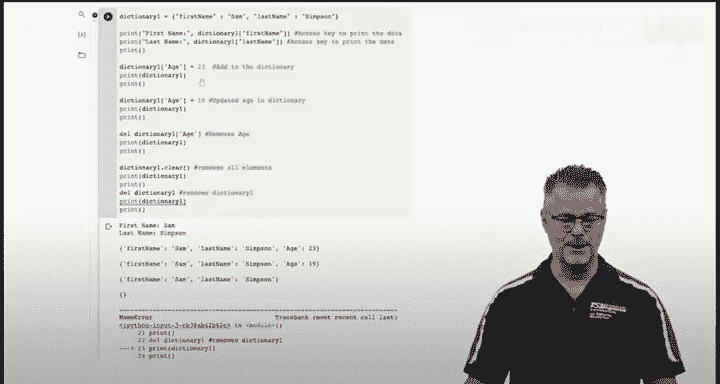 dictionary1 = {"firstName" : "Sam", "lastName" : "Simpson"}
print("First Name:", dictionary1["firstName"]) #Access key to print the data
print("Last Name:", dictionary1["lastName"]) #Access key to print the data
print()
dictionary1['Age'] = 23 #Add to the dictionary
print(dictionary1)
print()
dictionary1['Age'] = 19 #Updated age in dictionary
print(dictionary1)
print()
del dictionary1['Age'] #Removes Age
print(dictionary1)
print()
dictionary1.clear() #removes all elements
print(dictionary1)
print()
del dictionary1 #removes dictionary1
print(dictionary1)
print()
First Name: Sam
Last Name: Simpson
{'firstName': 'Sam', 'lastName': 'Simpson', 'Age': 23}
{'firstName': 'Sam', 'lastName': 'Simpson', 'Age': 19}
{'firstName': 'Sam', 'lastName': 'Simpson'}
{}
NameError Traceback (most recent call last)
in <module>()
21 print()
22 del dictionary1 #removes dictionary1
---> 23 print(dictionary1)
24 print()